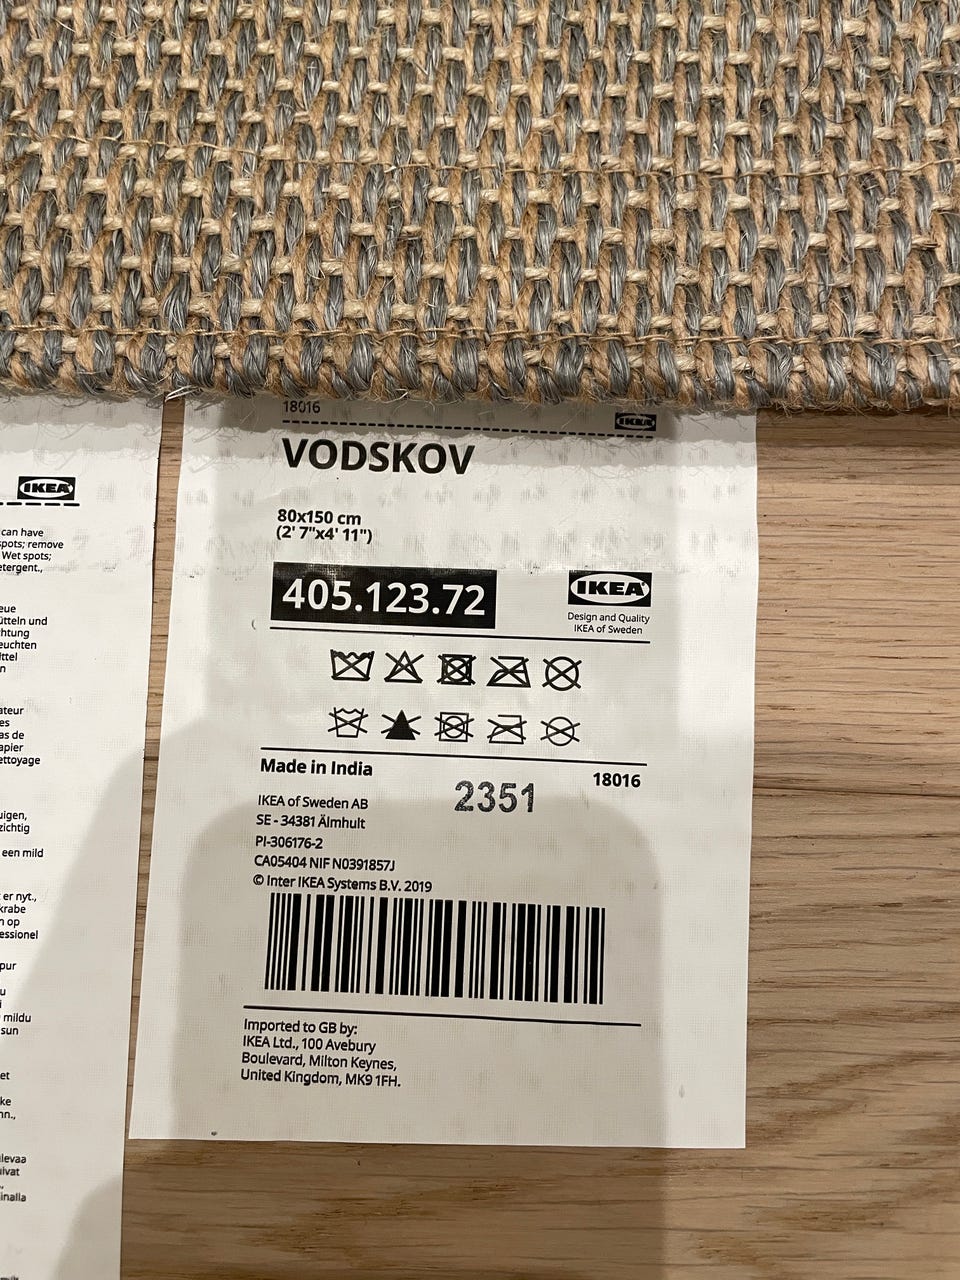 IKEA
can have
spots; remove
Wet spots;
etergent.,
eue
ütteln und
htung
euchten
ittel
n
ateur
es
as de
apier
ettoyage
uigen,
zichtig
een mild
er nyt.,
krabe
n op
essionel
pur
u
i
mildu
sun
et
ke
nn.,
levaa
uivat
inalla
18016
IKEA
VODSKOV
80x150 cm
(2' 7"x4' 11")
405.123.72
IKEA
Design and Quality
IKEA of Sweden
Made in India
18016
2351
IKEA of Sweden AB
SE - 34381 Älmhult
PI-306176-2
CA05404 NIF N0391857J
© Inter IKEA Systems B.V. 2019
Imported to GB by:
IKEA Ltd., 100 Avebury
Boulevard, Milton Keynes,
United Kingdom, MK9 1FH.